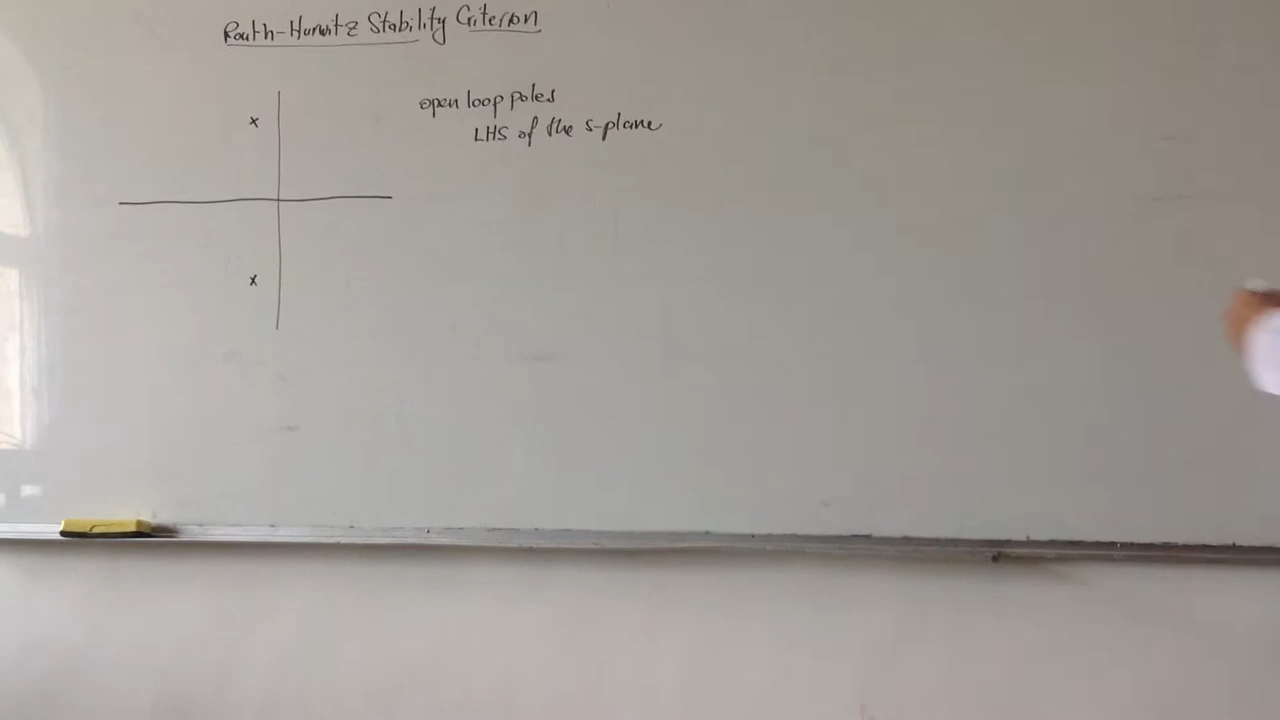 Routh-Hurwitz Stability Criterion
open loop poles
LHS of the s-plane